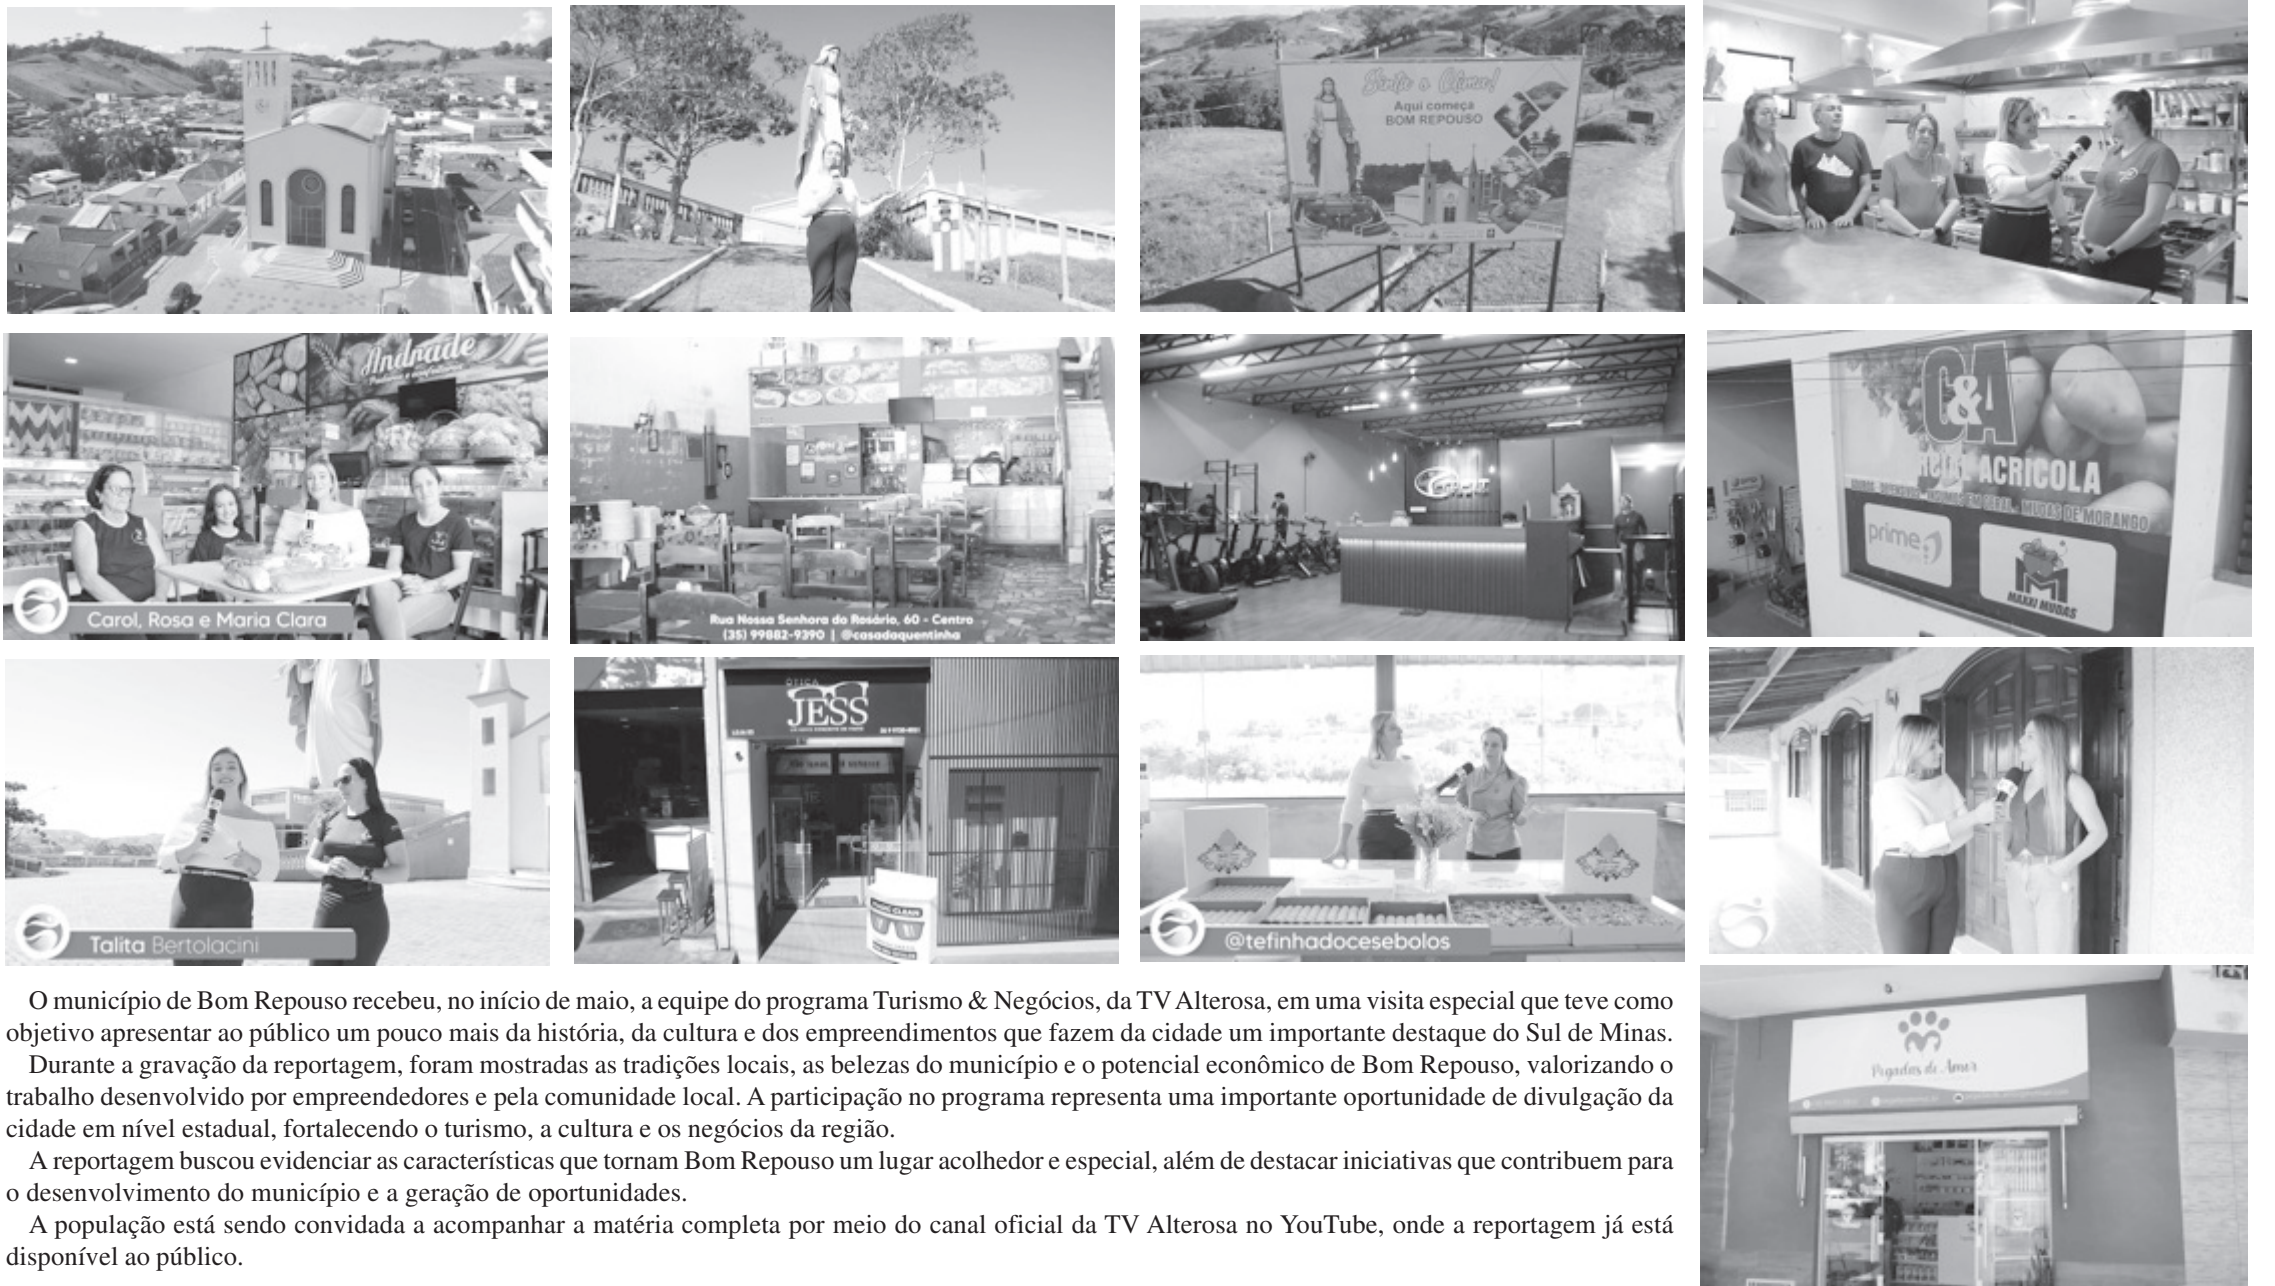 Sinta o Clima!
Aqui começa
BOM REPOUSO
Andrade
Carol, Rosa e Maria Clara
Rua Nossa Senhora do Rosário, 60 - Centro
(35) 99882-9390 | @casadaquentinha
C&A
ACRICOLA
MUDAS DE MORANGO
prime
MAXXI MUDAS
Talita Bertolacini
ÓTICA
JESS
@tefinhadocesebolos
Pegadas de Amor
O município de Bom Repouso recebeu, no início de maio, a equipe do programa Turismo & Negócios, da TV Alterosa, em uma visita especial que teve como
objetivo apresentar ao público um pouco mais da história, da cultura e dos empreendimentos que fazem da cidade um importante destaque do Sul de Minas.
Durante a gravação da reportagem, foram mostradas as tradições locais, as belezas do município e o potencial econômico de Bom Repouso, valorizando o
trabalho desenvolvido por empreendedores e pela comunidade local. A participação no programa representa uma importante oportunidade de divulgação da
cidade em nível estadual, fortalecendo o turismo, a cultura e os negócios da região.
A reportagem buscou evidenciar as características que tornam Bom Repouso um lugar acolhedor e especial, além de destacar iniciativas que contribuem para
o desenvolvimento do município e a geração de oportunidades.
A população está sendo convidada a acompanhar a matéria completa por meio do canal oficial da TV Alterosa no YouTube, onde a reportagem já está
disponível ao público.